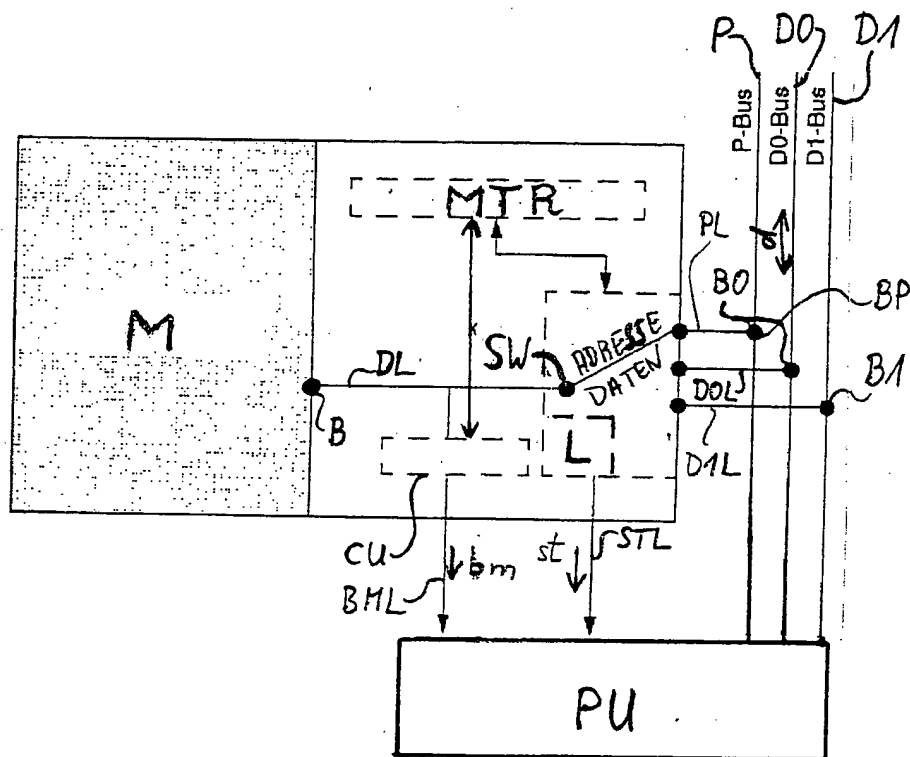 P
D0
D1
P-Bus
D0-Bus
D1-Bus
MTR
d
PL
B0
BP
M
SW
ADRESSE
DATEN
DL
D0L
B1
B
L
D1L
CU
bm
st
STL
BML
PU